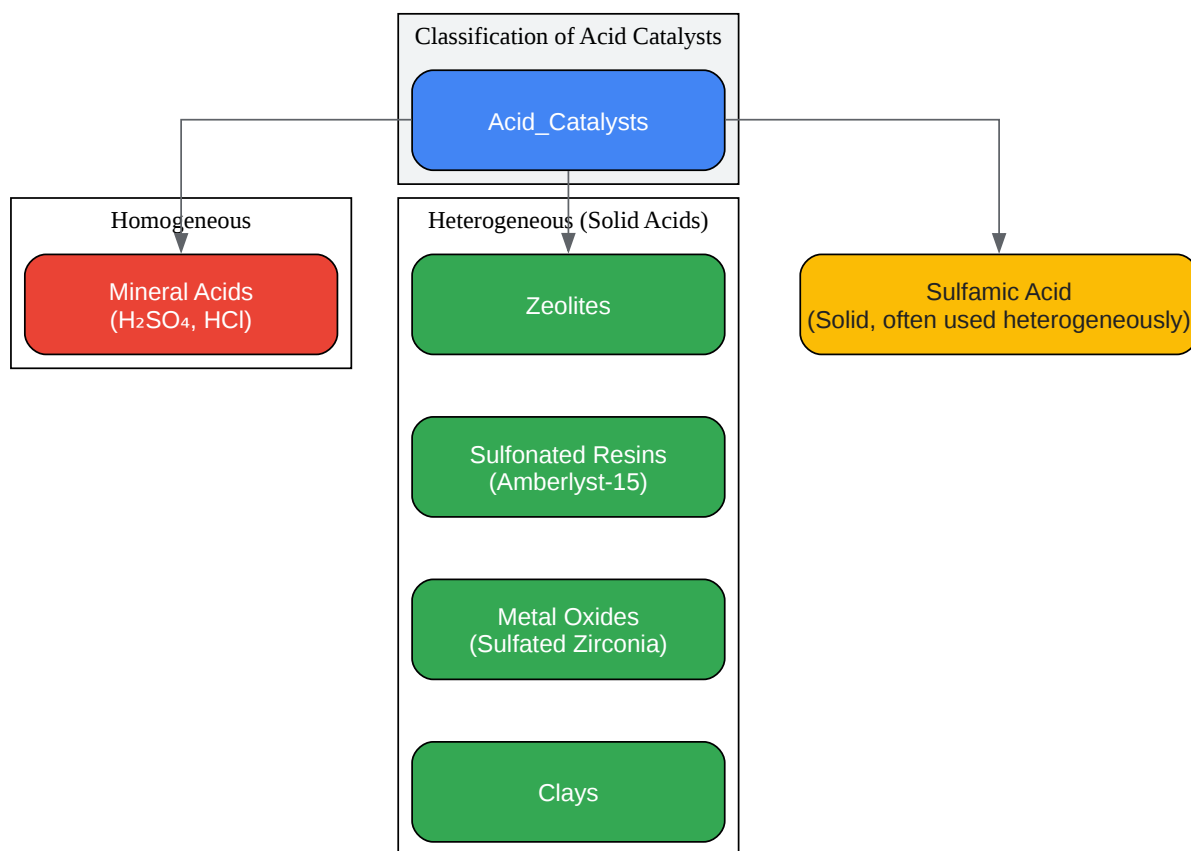 Classification of Acid Catalysts
Acid_Catalysts
Homogeneous
Mineral Acids
(H₂SO₄, HCl)
Heterogeneous (Solid Acids)
Zeolites
Sulfonated Resins
(Amberlyst-15)
Metal Oxides
(Sulfated Zirconia)
Clays
Sulfamic Acid
(Solid, often used heterogeneously)